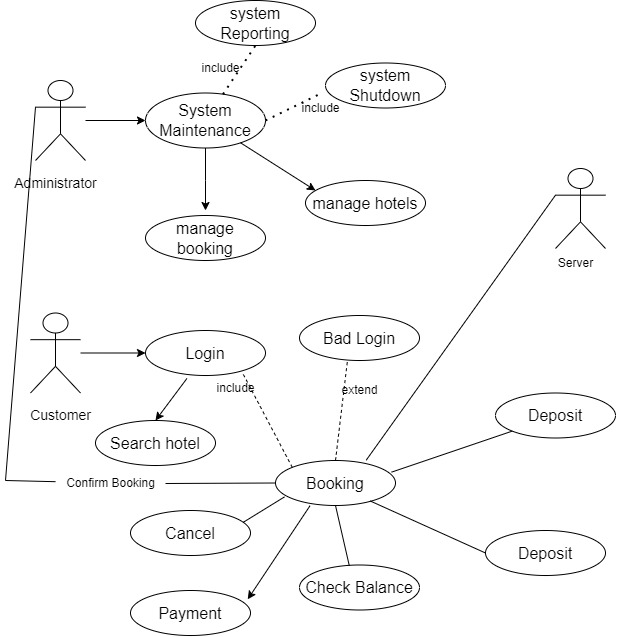 system
Reporting
include
system
Shutdown
include
System
Maintenance
Administrator
manage hotels
manage
booking
Server
Login
Bad Login
include
extend
Customer
Search hotel
Deposit
Confirm Booking
Booking
Cancel
Deposit
Check Balance
Payment